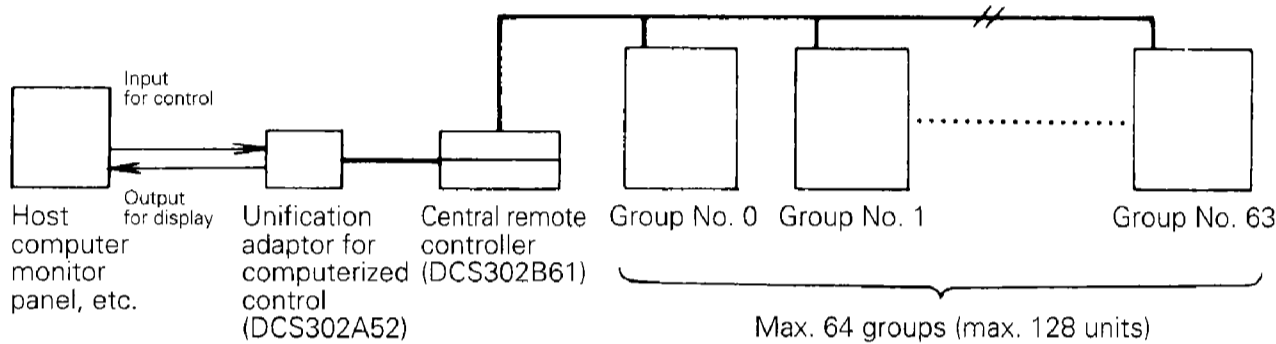 Input
for control
Output
for display
Host
computer
monitor
panel, etc.
Unification
adaptor for
computerized
control
(DCS302A52)
Central remote
controller
(DCS302B61)
Group No. 0
Group No. 1
Group No. 63
Max. 64 groups (max. 128 units)